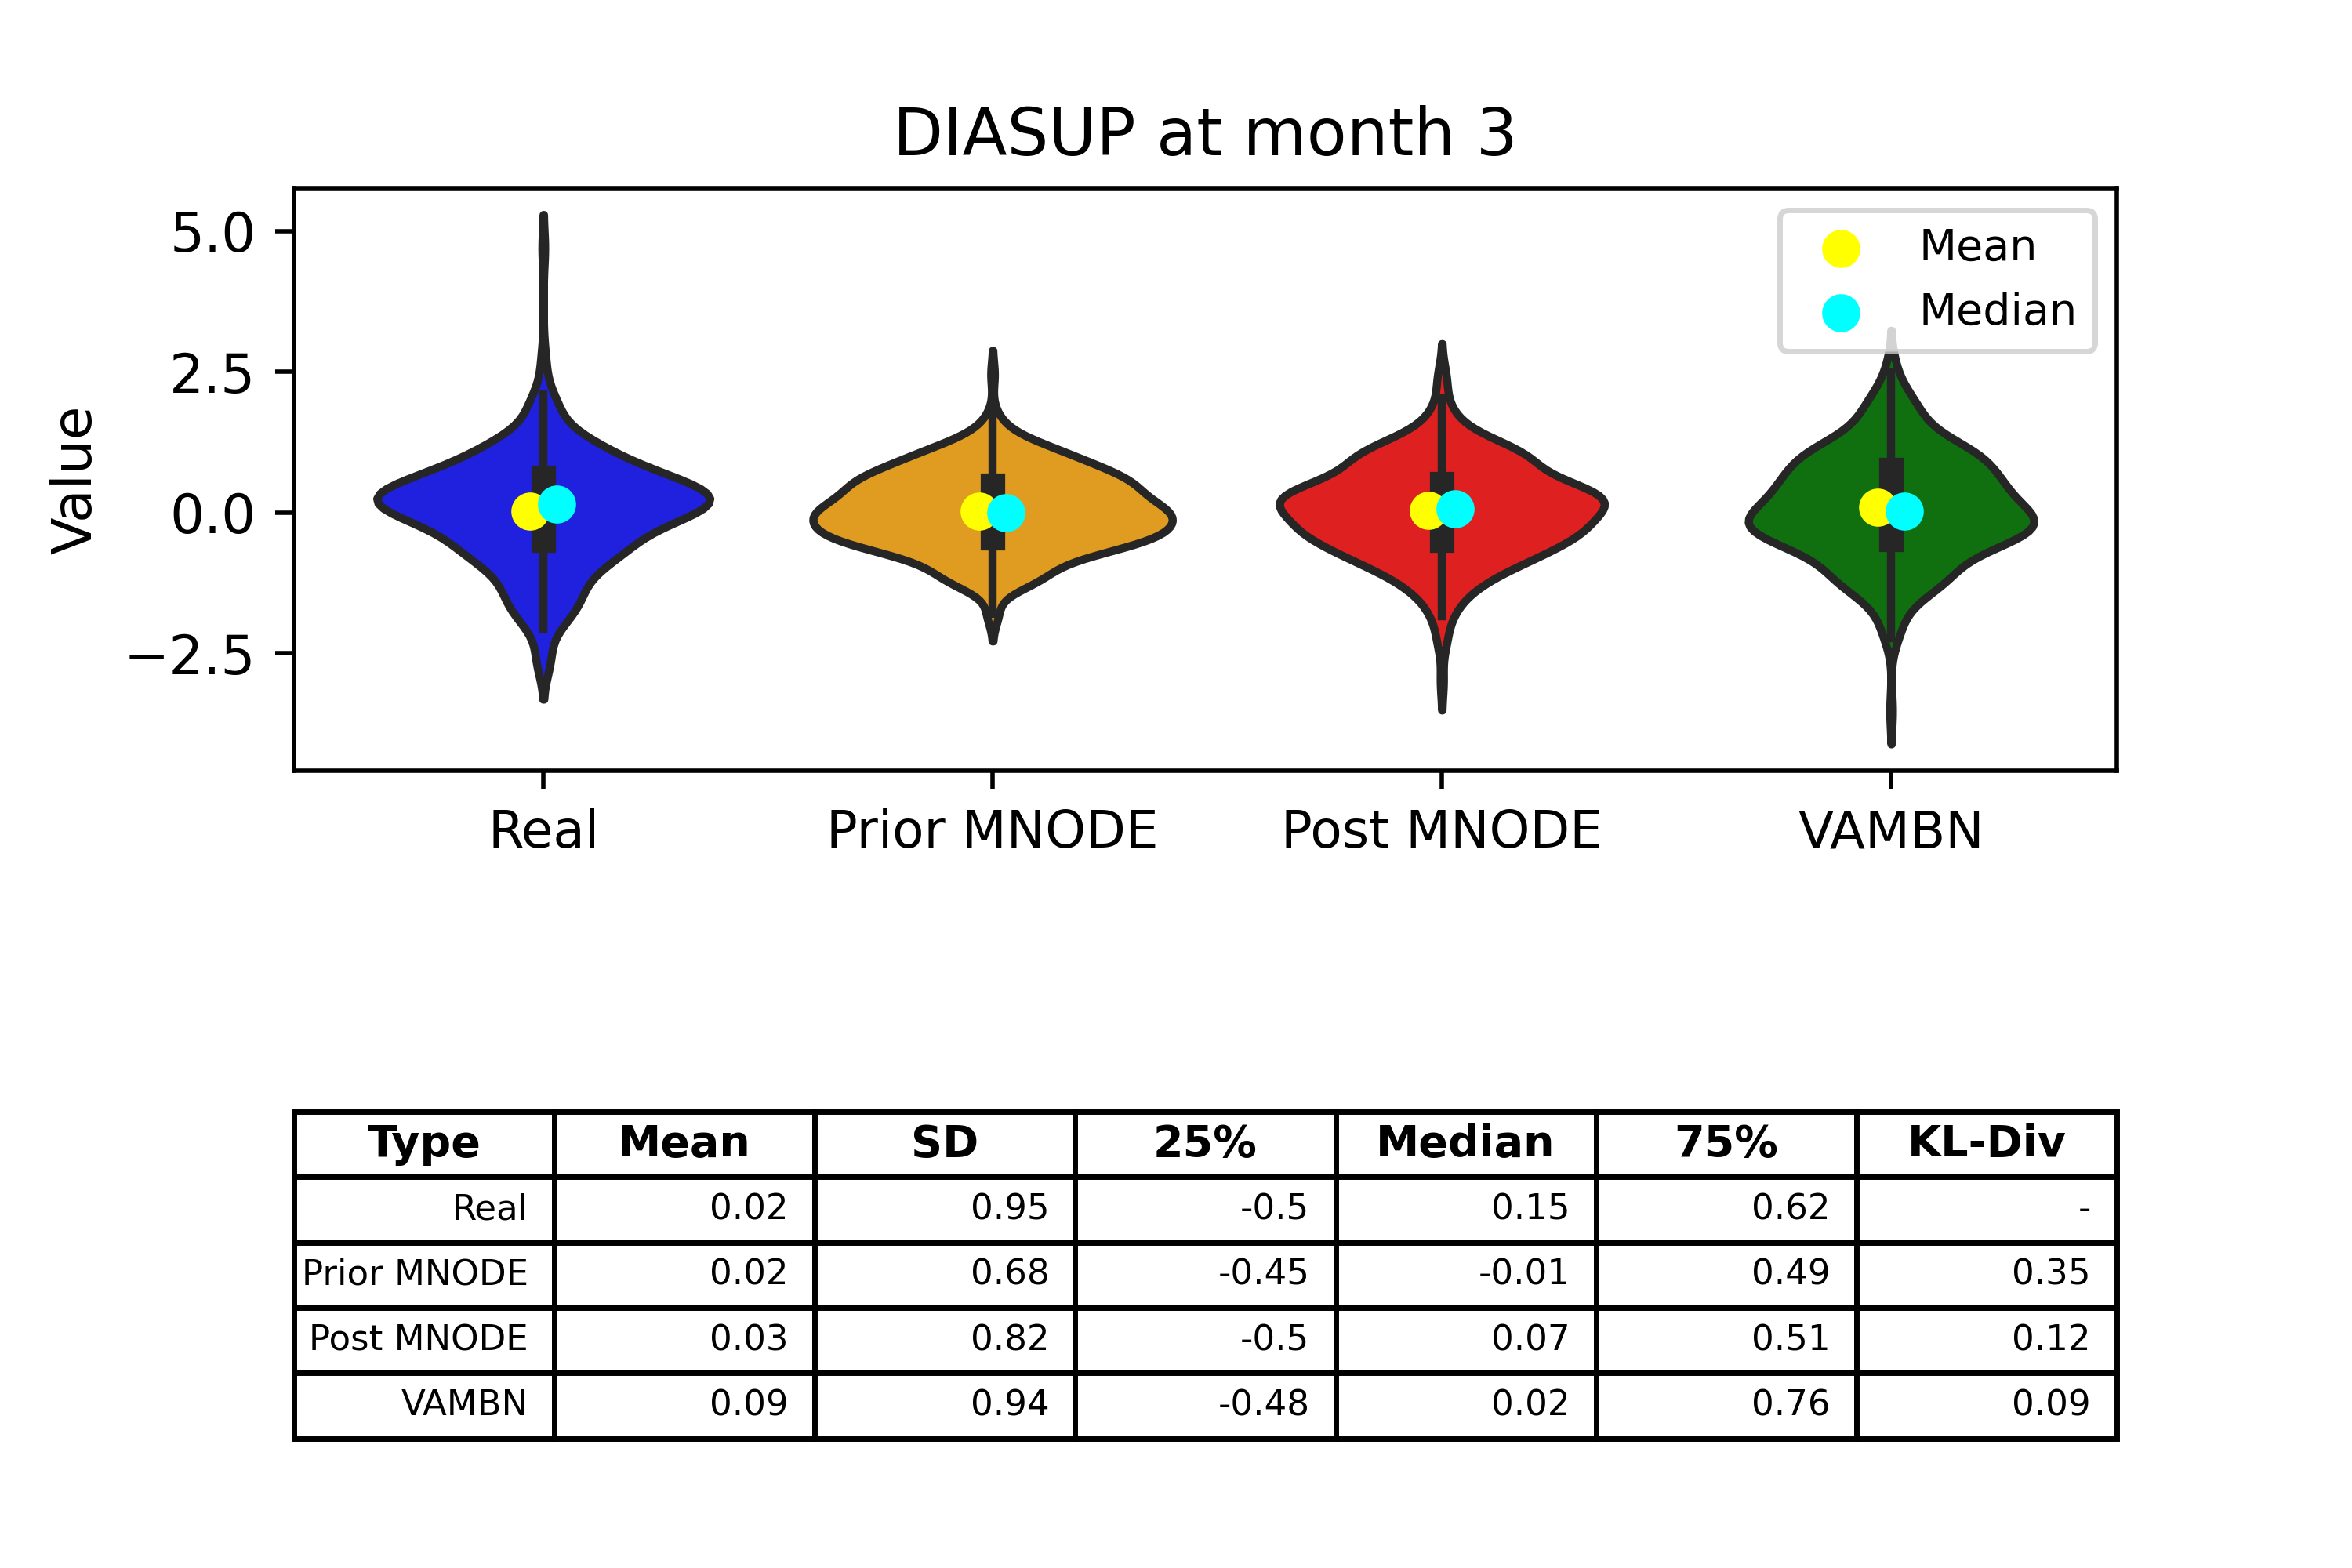 DIASUP at month 3
Value
5.0
2.5
0.0
−2.5
Mean
Median
Real Prior MNODE Post MNODE VAMBN
Type Mean SD 25% Median 75% KL-Div
Real 0.02 0.95 -0.5 0.15 0.62 -
Prior MNODE 0.02 0.68 -0.45 -0.01 0.49 0.35
Post MNODE 0.03 0.82 -0.5 0.07 0.51 0.12
VAMBN 0.09 0.94 -0.48 0.02 0.76 0.09